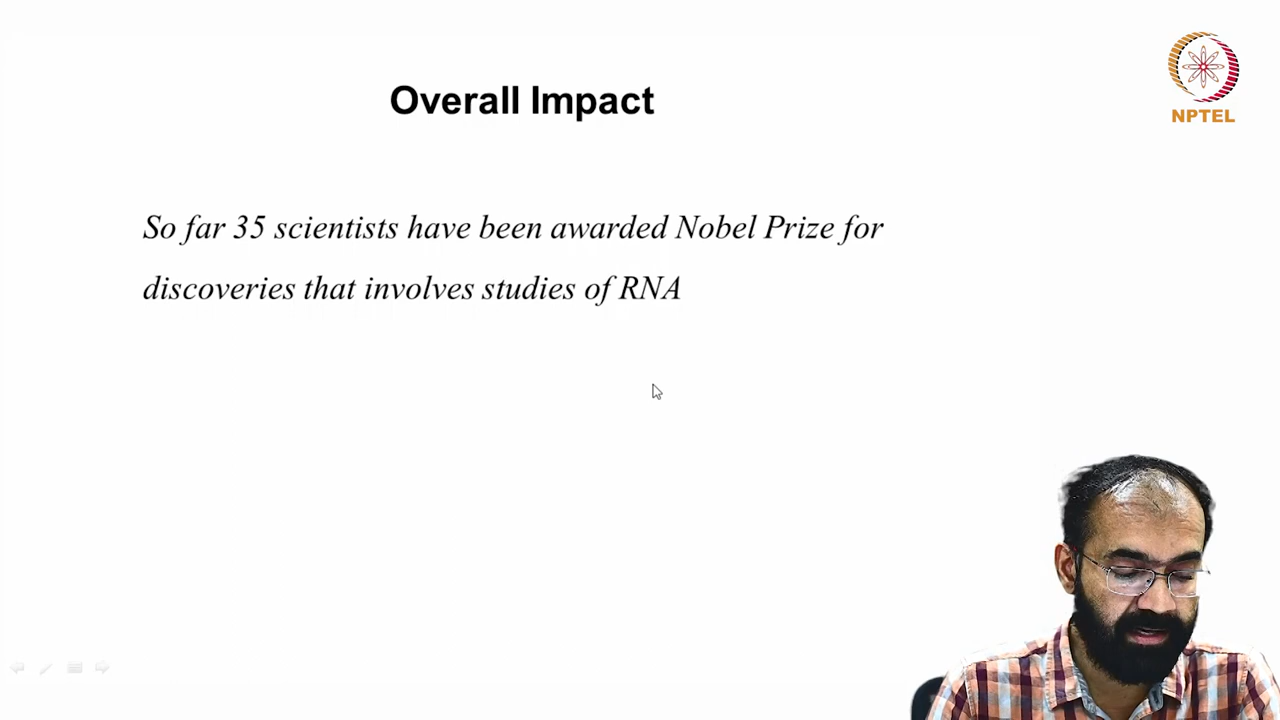 Overall Impact
NPTEL
So far 35 scientists have been awarded Nobel Prize for
discoveries that involves studies of RNA